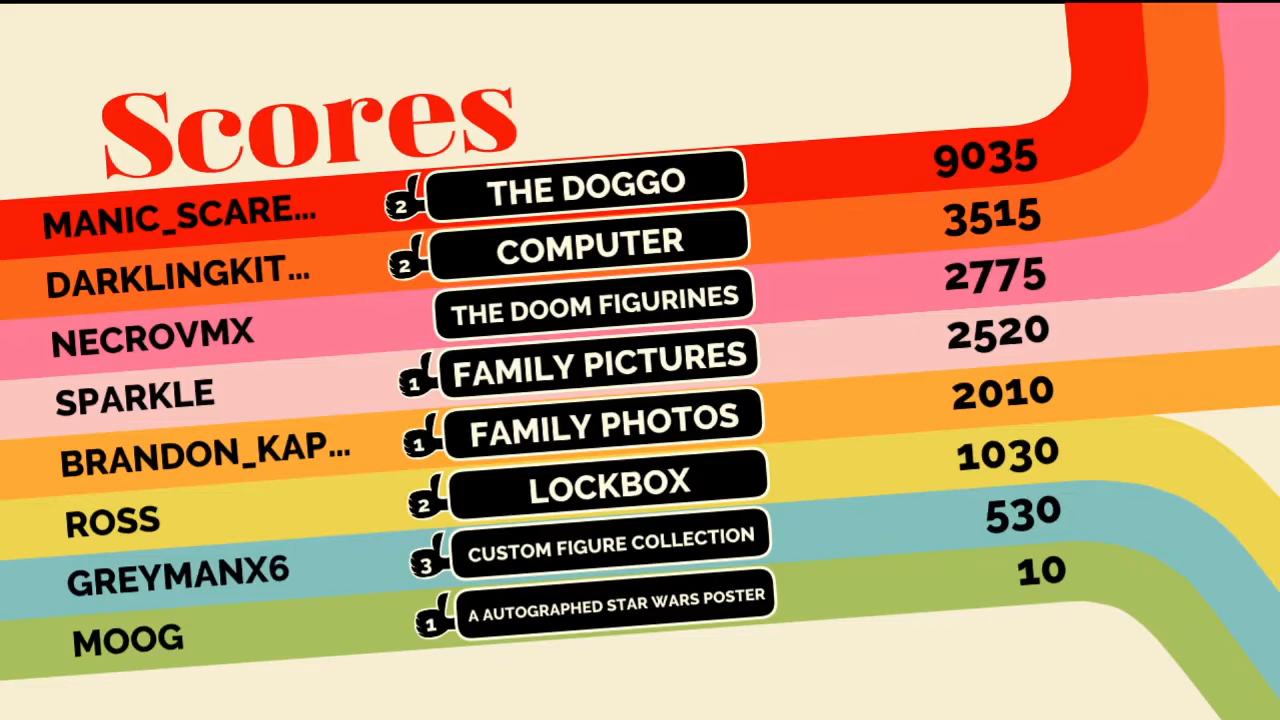 Scores
MANIC_SCARE... 2 THE DOGGO 9035
DARKLINGKIT... 2 COMPUTER 3515
NECROVMX THE DOOM FIGURINES 2775
SPARKLE 1 FAMILY PICTURES 2520
BRANDON_KAP... 1 FAMILY PHOTOS 2010
ROSS 2 LOCKBOX 1030
GREYMANX6 3 CUSTOM FIGURE COLLECTION 530
MOOG 1 A AUTOGRAPHED STAR WARS POSTER 10